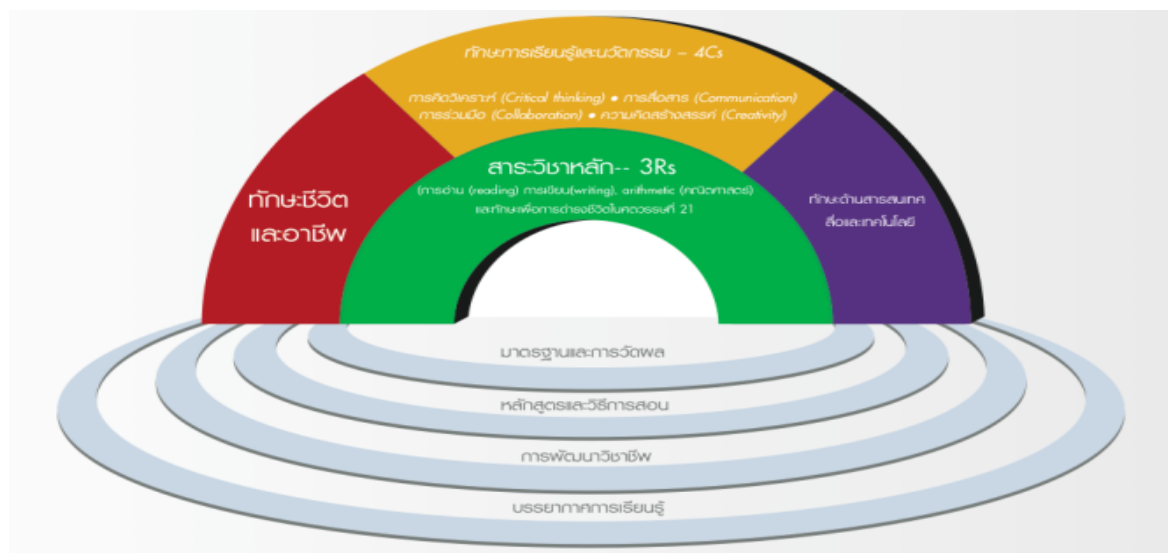 ทักษะการเรียนรู้และนวัตกรรม – 4Cs
การคิดวิเคราะห์ (Critical thinking) ● การสื่อสาร (Communication)
การร่วมมือ (Collaboration) ● ความคิดสร้างสรรค์ (Creativity)
สาระวิชาหลัก-- 3Rs
(การอ่าน (reading) การเขียน(writing), arithmetic (คณิตศาสตร์)
และทักษะเพื่อการดำรงชีวิตในศตวรรษที่ 21
ทักษะชีวิต
และอาชีพ
ทักษะด้านสารสนเทศ
สื่อและเทคโนโลยี
มาตรฐานและการวัดผล
หลักสูตรและวิธีการสอน
การพัฒนาวิชาชีพ
บรรยากาศการเรียนรู้